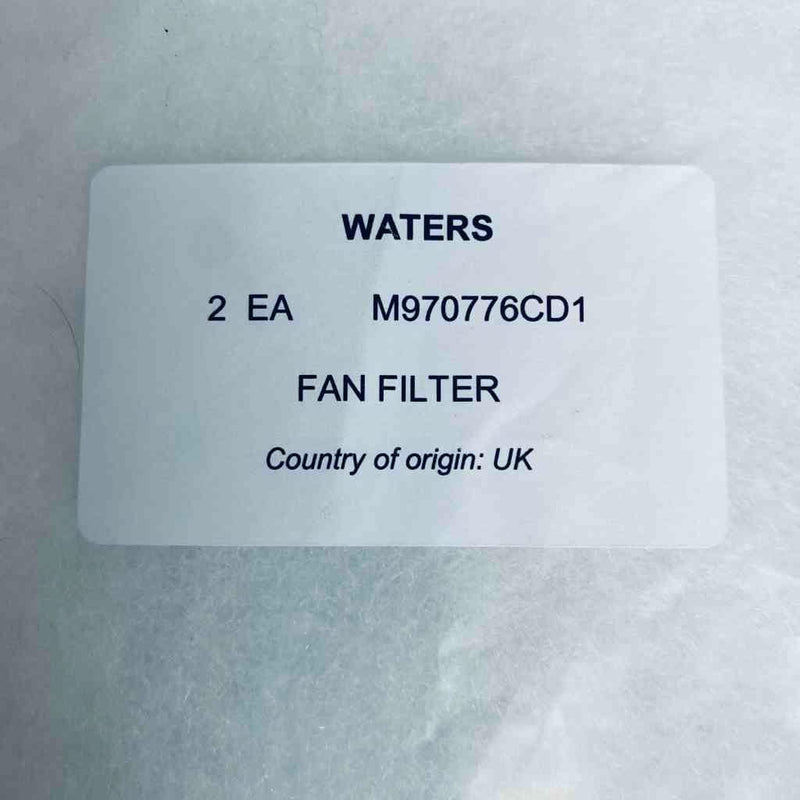 WATERS
2 EA M970776CD1
FAN FILTER
Country of origin: UK